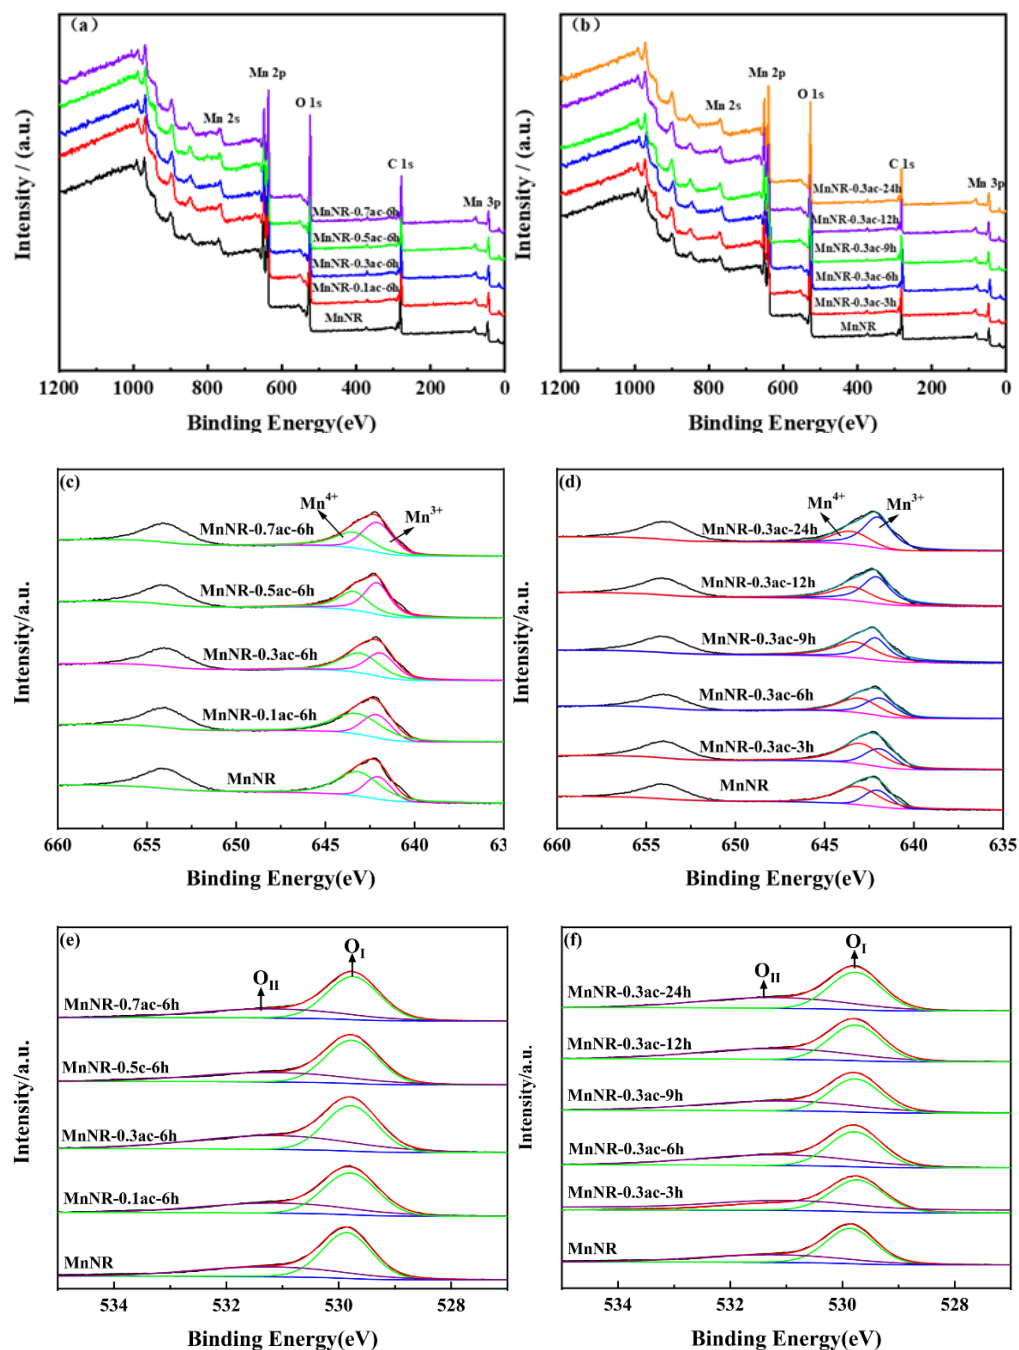 (a)
Mn 2p
O 1s
Mn 2s
C 1s
Mn 3p
MnNR-0.7ac-6h
MnNR-0.5ac-6h
MnNR-0.3ac-6h
MnNR-0.1ac-6h
MnNR
Intensity / (a.u.)
1200 1000 800 600 400 200 0
Binding Energy(eV)
(b)
Mn 2p
O 1s
Mn 2s
C 1s
Mn 3p
MnNR-0.3ac-24h
MnNR-0.3ac-12h
MnNR-0.3ac-9h
MnNR-0.3ac-6h
MnNR-0.3ac-3h
MnNR
Intensity / (a.u.)
1200 1000 800 600 400 200 0
Binding Energy(eV)
(c)
Mn4+
Mn3+
MnNR-0.7ac-6h
MnNR-0.5ac-6h
MnNR-0.3ac-6h
MnNR-0.1ac-6h
MnNR
Intensity/a.u.
660 655 650 645 640 63
Binding Energy(eV)
(d)
Mn4+
Mn3+
MnNR-0.3ac-24h
MnNR-0.3ac-12h
MnNR-0.3ac-9h
MnNR-0.3ac-6h
MnNR-0.3ac-3h
MnNR
Intensity/a.u.
660 655 650 645 640 635
Binding Energy(eV)
(e)
OI
OII
MnNR-0.7ac-6h
MnNR-0.5c-6h
MnNR-0.3ac-6h
MnNR-0.1ac-6h
MnNR
Intensity/a.u.
534 532 530 528
Binding Energy(eV)
(f)
OI
OII
MnNR-0.3ac-24h
MnNR-0.3ac-12h
MnNR-0.3ac-9h
MnNR-0.3ac-6h
MnNR-0.3ac-3h
MnNR
Intensity/a.u.
534 532 530 528
Binding Energy(eV)